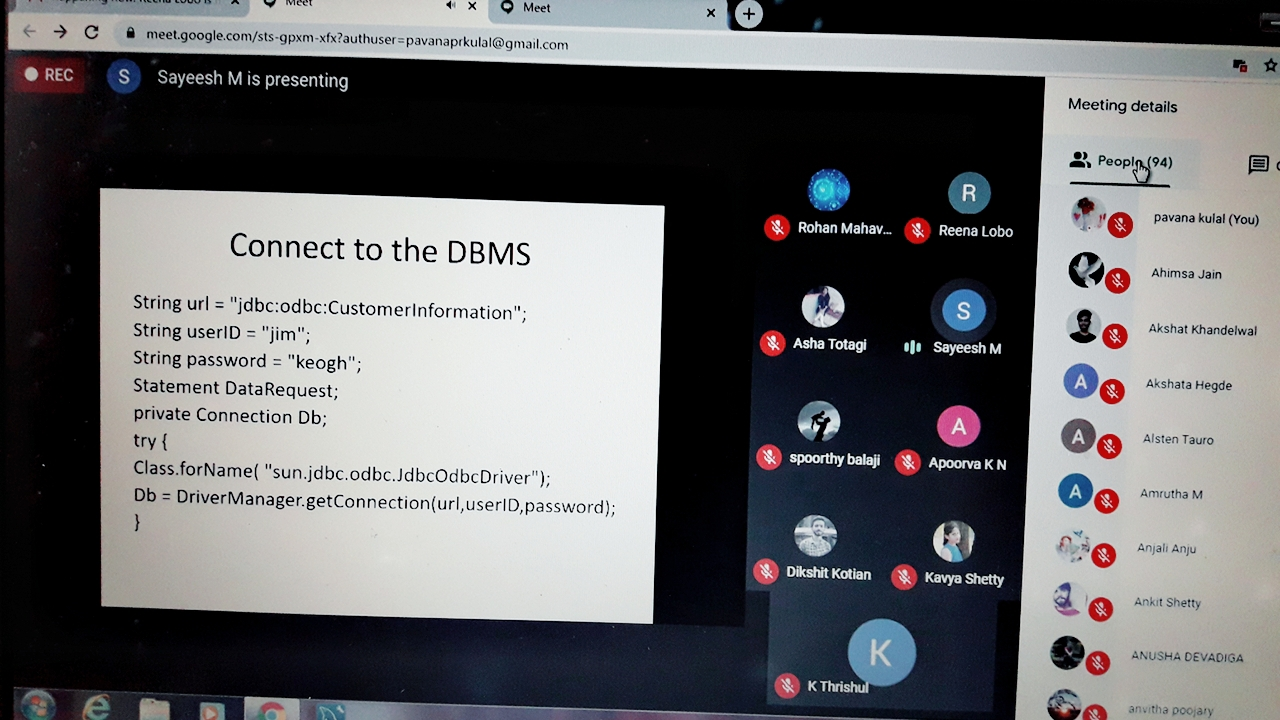 Meet
Meet
meet.google.com/sts-gpxm-xfx?authuser=pavanaprkulal@gmail.com
REC
S
Sayeesh M is presenting
Connect to the DBMS
String url = "jdbc:odbc:CustomerInformation";
String userID = "jim";
String password = "keogh";
Statement DataRequest;
private Connection Db;
try {
Class.forName( "sun.jdbc.odbc.JdbcOdbcDriver");
Db = DriverManager.getConnection(url,userID,password);
}
R
Rohan Mahav...
Reena Lobo
S
Asha Totagi
Sayeesh M
A
spoorthy balaji
Apoorva K N
Dikshit Kotian
Kavya Shetty
K
K Thrishul
Meeting details
People (94)
pavana kulal (You)
Ahimsa Jain
Akshat Khandelwal
A
Akshata Hegde
A
Alsten Tauro
A
Amrutha M
Anjali Anju
Ankit Shetty
ANUSHA DEVADIGA
anvitha poojary